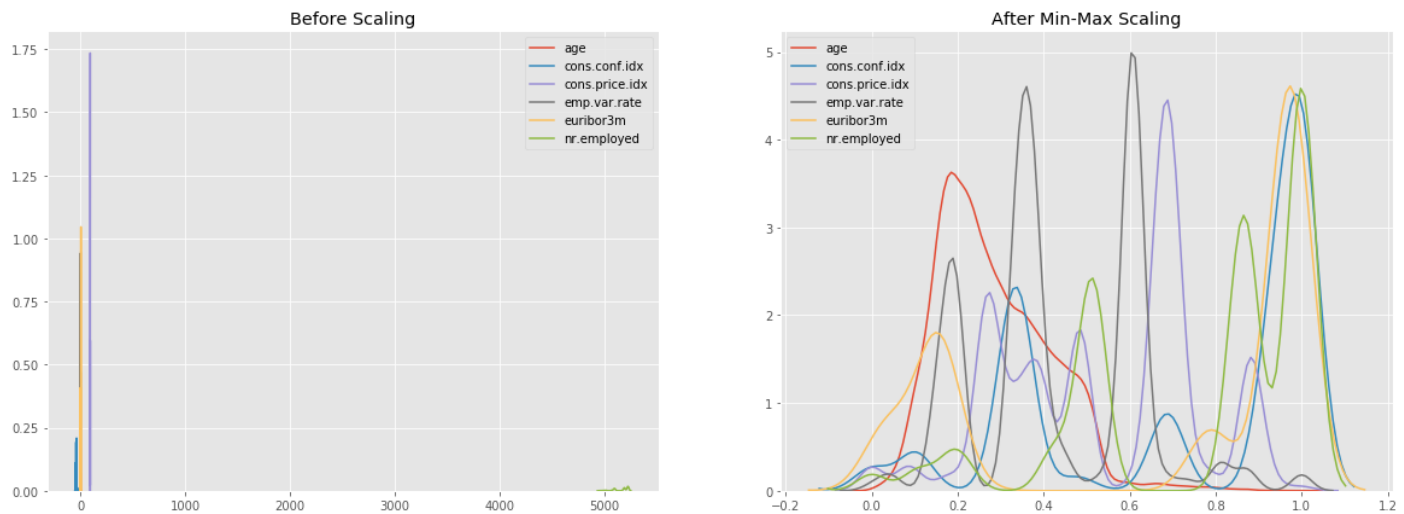 Before Scaling
1.75
1.50
1.25
1.00
0.75
0.50
0.25
0.00
0
1000
2000
3000
4000
5000
age
cons.conf.idx
cons.price.idx
emp.var.rate
euribor3m
nr.employed
After Min-Max Scaling
5
4
3
2
1
0
−0.2
0.0
0.2
0.4
0.6
0.8
1.0
1.2
age
cons.conf.idx
cons.price.idx
emp.var.rate
euribor3m
nr.employed